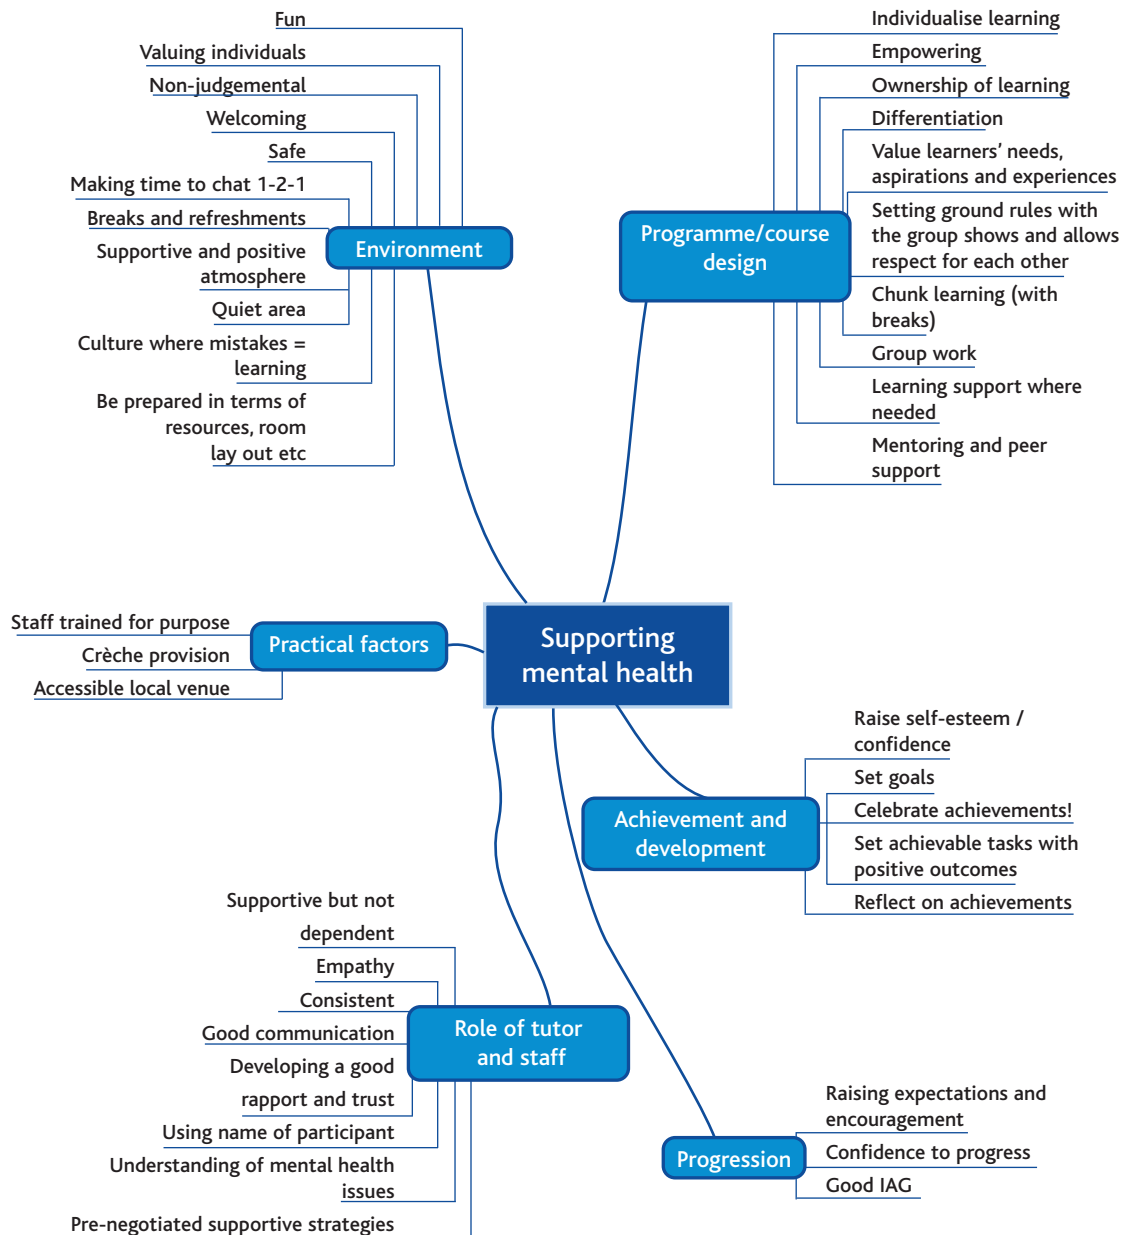 Fun
Valuing individuals
Non-judgemental
Welcoming
Safe
Making time to chat 1-2-1
Breaks and refreshments
Supportive and positive
atmosphere
Quiet area
Culture where mistakes =
learning
Be prepared in terms of
resources, room
lay out etc
Environment
Individualise learning
Empowering
Ownership of learning
Differentiation
Value learners’ needs,
aspirations and experiences
Setting ground rules with
the group shows and allows
respect for each other
Chunk learning (with
breaks)
Group work
Learning support where
needed
Mentoring and peer
support
Programme/course
design
Staff trained for purpose
Crèche provision
Accessible local venue
Practical factors
Supporting
mental health
Raise self-esteem /
confidence
Set goals
Celebrate achievements!
Set achievable tasks with
positive outcomes
Reflect on achievements
Achievement and
development
Supportive but not
dependent
Empathy
Consistent
Good communication
Developing a good
rapport and trust
Using name of participant
Understanding of mental health
issues
Pre-negotiated supportive strategies
Role of tutor
and staff
Raising expectations and
encouragement
Confidence to progress
Good IAG
Progression